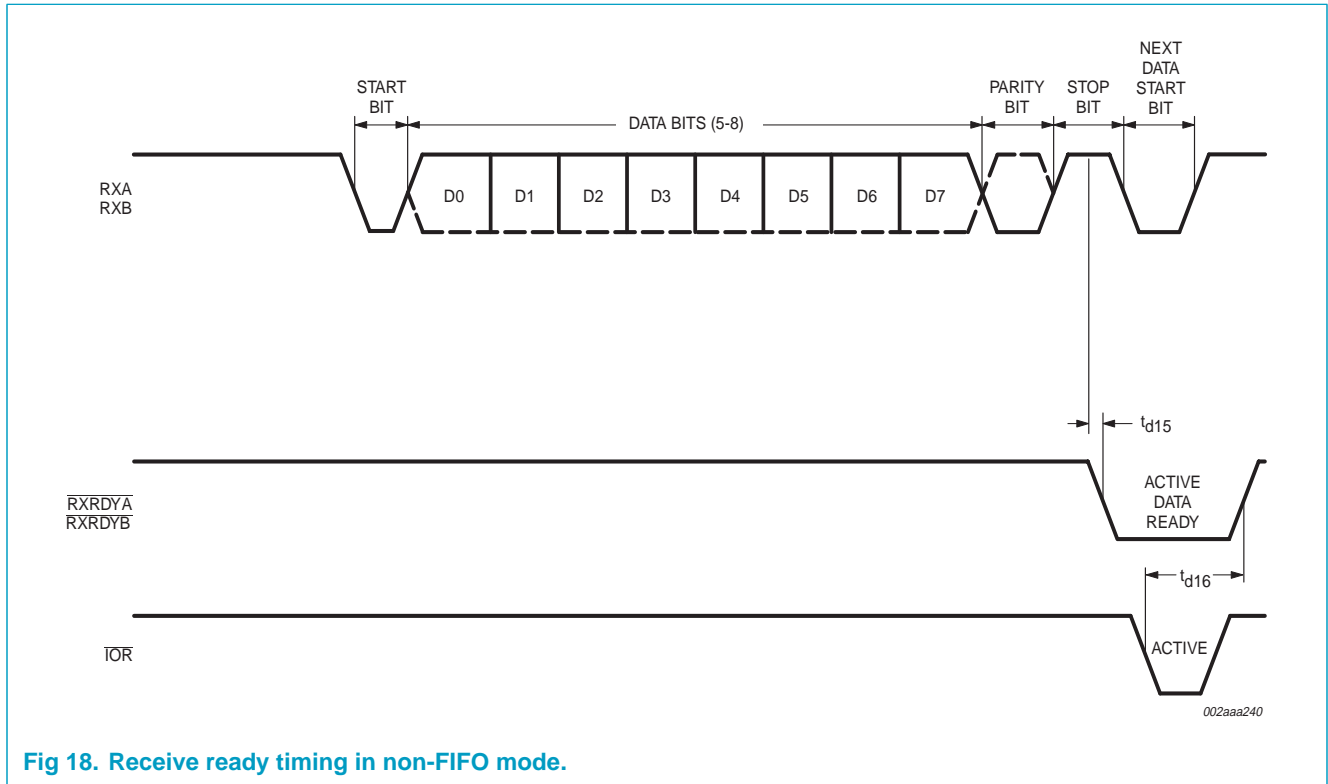 NEXT
DATA
START
BIT
START
BIT
PARITY
BIT
STOP
BIT
DATA BITS (5-8)
RXA
RXB
D0 D1 D2 D3 D4 D5 D6 D7
td15
RXRDYA
RXRDYB
ACTIVE
DATA
READY
td16
IOR
ACTIVE
002aaa240
Fig 18. Receive ready timing in non-FIFO mode.